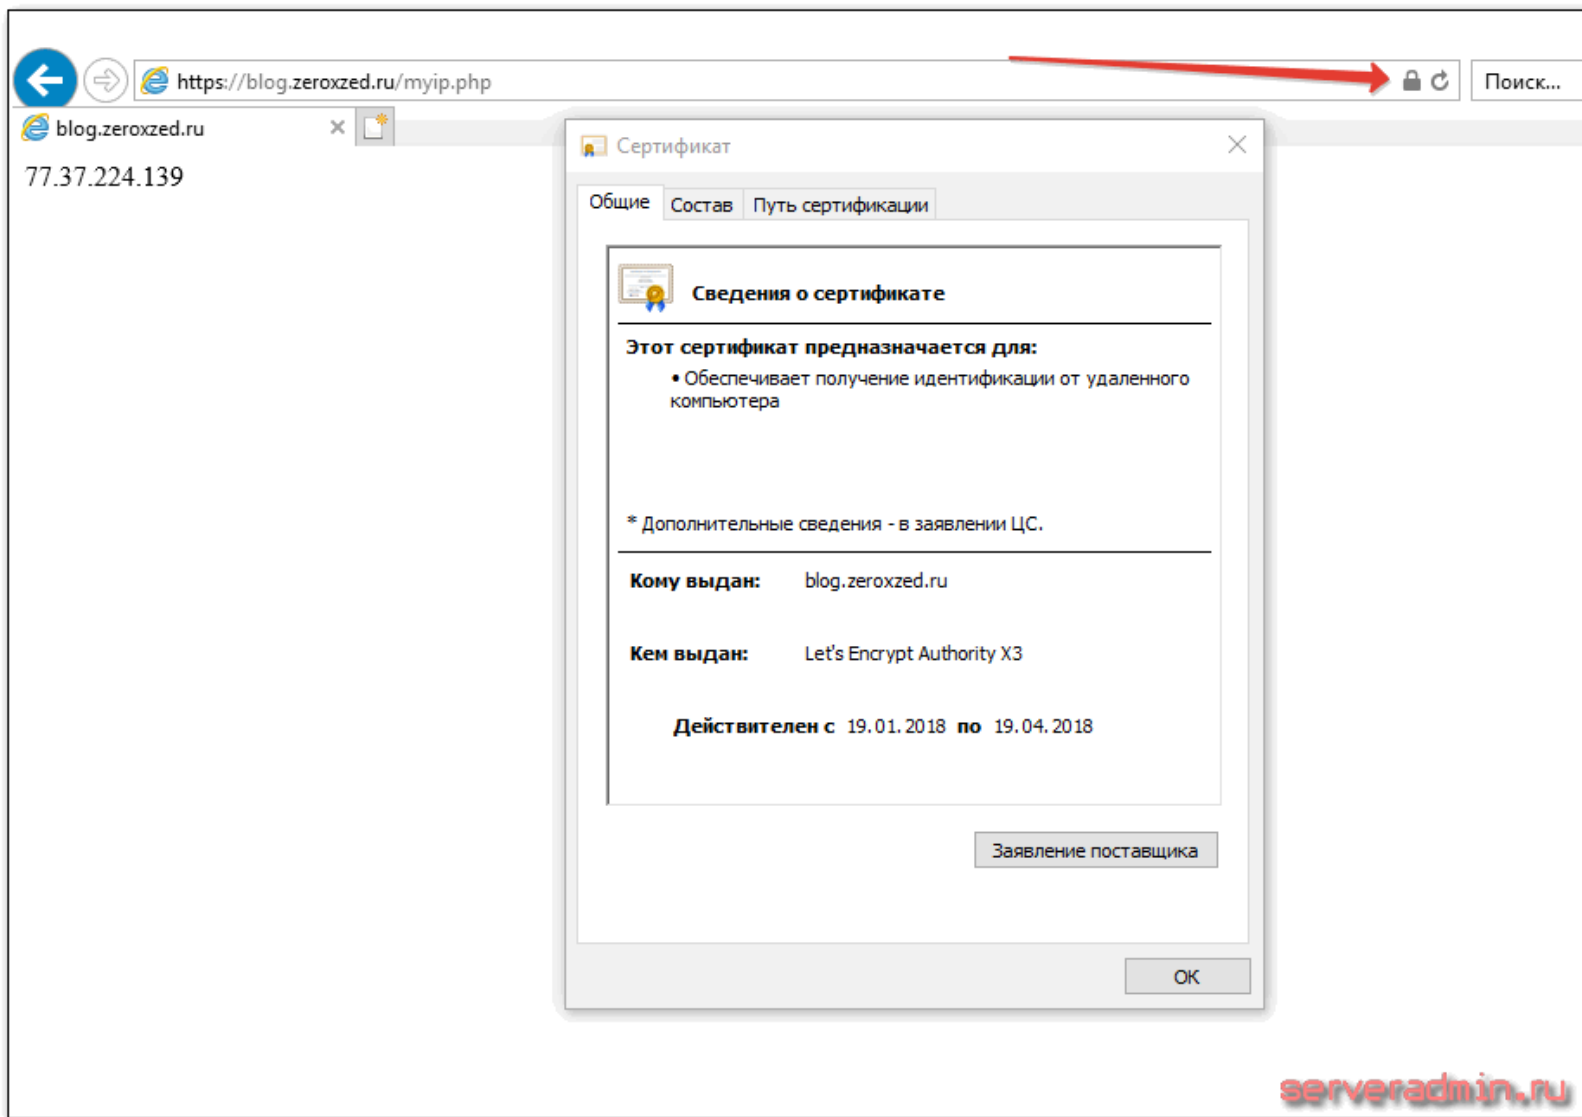 https://blog.zeroxzed.ru/myip.php
Поиск...
blog.zeroxzed.ru
77.37.224.139
Сертификат
Общие Состав Путь сертификации
Сведения о сертификате
Этот сертификат предназначается для:
• Обеспечивает получение идентификации от удаленного
компьютера
* Дополнительные сведения - в заявлении ЦС.
Кому выдан: blog.zeroxzed.ru
Кем выдан: Let's Encrypt Authority X3
Действителен с 19.01.2018 по 19.04.2018
Заявление поставщика
ОК
serveradmin.ru